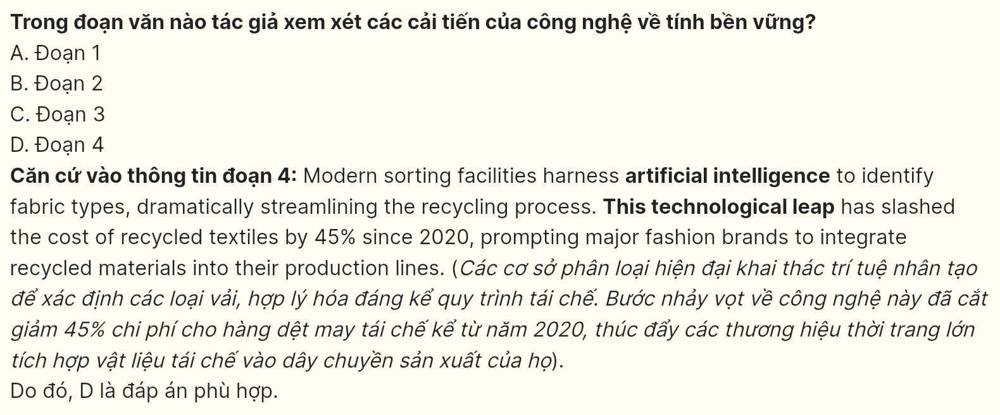 Trong đoạn văn nào tác giả xem xét các cải tiến của công nghệ về tính bền vững?
A. Đoạn 1
B. Đoạn 2
C. Đoạn 3
D. Đoạn 4
Căn cứ vào thông tin đoạn 4: Modern sorting facilities harness artificial intelligence to identify
fabric types, dramatically streamlining the recycling process. This technological leap has slashed
the cost of recycled textiles by 45% since 2020, prompting major fashion brands to integrate
recycled materials into their production lines. (Các cơ sở phân loại hiện đại khai thác trí tuệ nhân tạo
để xác định các loại vải, hợp lý hóa đáng kể quy trình tái chế. Bước nhảy vọt về công nghệ này đã cắt
giảm 45% chi phí cho hàng dệt may tái chế kể từ năm 2020, thúc đẩy các thương hiệu thời trang lớn
tích hợp vật liệu tái chế vào dây chuyền sản xuất của họ).
Do đó, D là đáp án phù hợp.